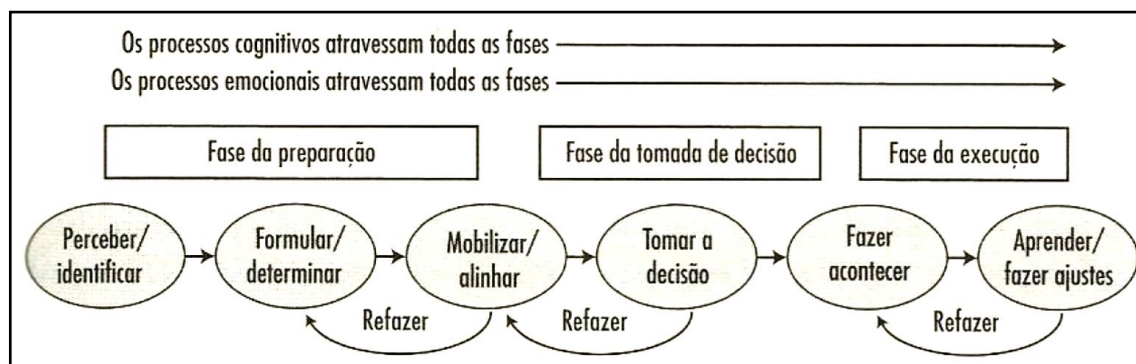 Os processos cognitivos atravessam todas as fases
Os processos emocionais atravessam todas as fases
Fase da preparação
Fase da tomada de decisão
Fase da execução
Perceber/
identificar
Formular/
determinar
Mobilizar/
alinhar
Tomar a
decisão
Fazer
acontecer
Aprender/
fazer ajustes
Refazer
Refazer
Refazer